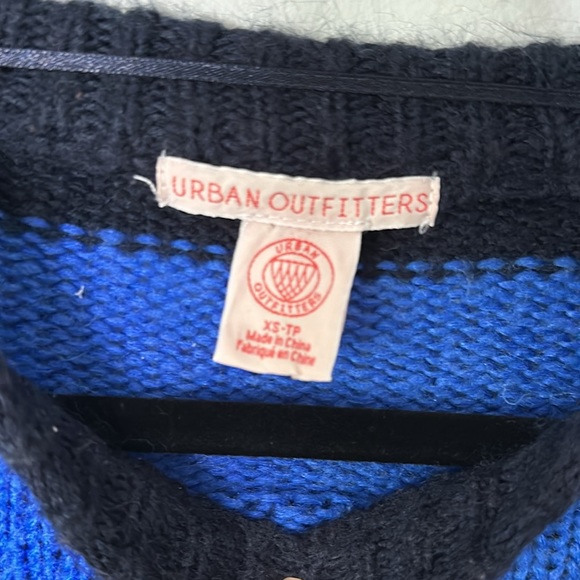 URBAN OUTFITTERS
URBAN
OUTFITTERS
XS-TP
Made in China
Fabriqué en Chine